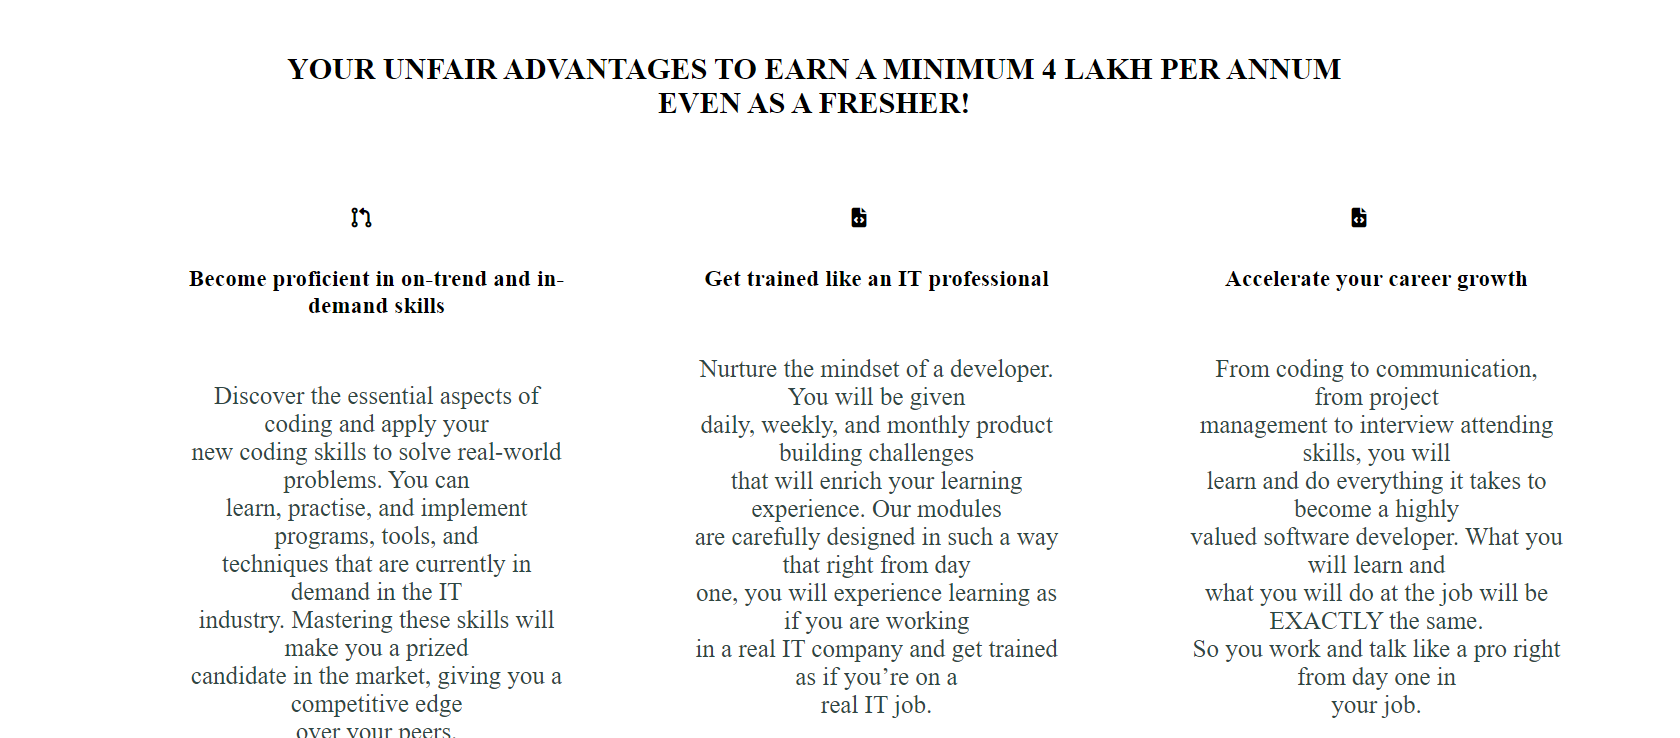 YOUR UNFAIR ADVANTAGES TO EARN A MINIMUM 4 LAKH PER ANNUM
EVEN AS A FRESHER!
Become proficient in on-trend and in-
demand skills
Discover the essential aspects of
coding and apply your
new coding skills to solve real-world
problems. You can
learn, practise, and implement
programs, tools, and
techniques that are currently in
demand in the IT
industry. Mastering these skills will
make you a prized
candidate in the market, giving you a
competitive edge
over your peers.
Get trained like an IT professional
Nurture the mindset of a developer.
You will be given
daily, weekly, and monthly product
building challenges
that will enrich your learning
experience. Our modules
are carefully designed in such a way
that right from day
one, you will experience learning as
if you are working
in a real IT company and get trained
as if you’re on a
real IT job.
Accelerate your career growth
From coding to communication,
from project
management to interview attending
skills, you will
learn and do everything it takes to
become a highly
valued software developer. What you
will learn and
what you will do at the job will be
EXACTLY the same.
So you work and talk like a pro right
from day one in
your job.